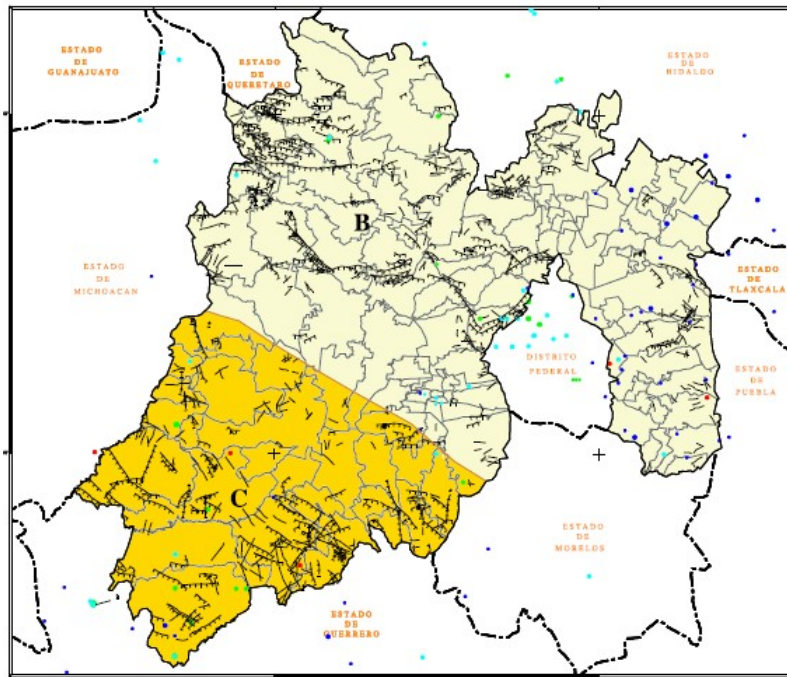 ESTADO
DE
GUANAJUATO
ESTADO
DE
QUERETARO
ESTADO
DE
HIDALGO
B
ESTADO
DE
MICHOACAN
ESTADO
DE
TLAXCALA
DISTRITO
FEDERAL
ESTADO
DE
PUEBLA
C
ESTADO
DE
MORELOS
ESTADO
DE
GUERRERO